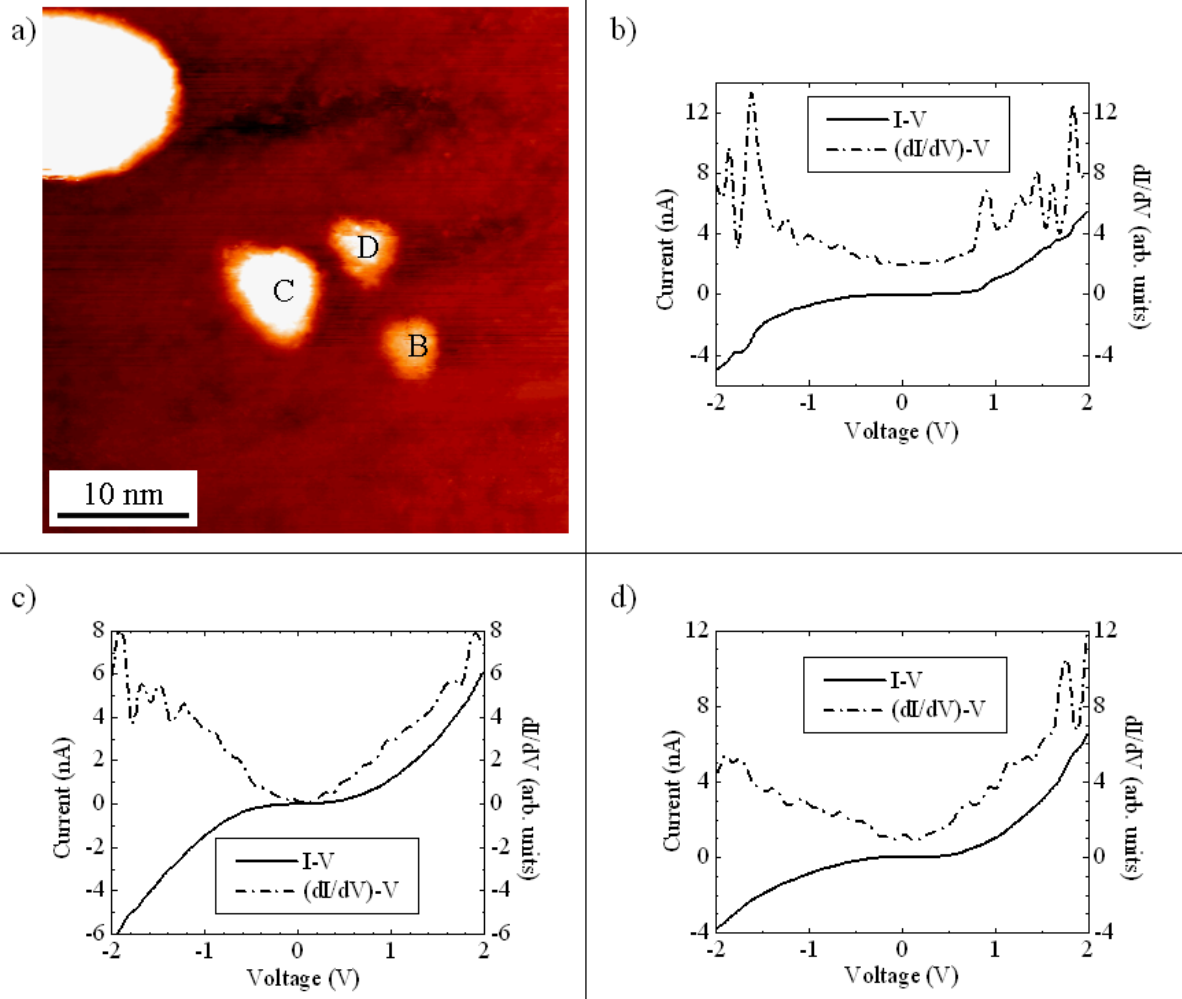 a)
C
D
B
10 nm
b)
12
8
4
0
-4
12
8
4
0
-4
-2
-1
0
1
2
I-V
(dI/dV)-V
Current (nA)
dI/dV (arb. units)
Voltage (V)
c)
8
6
4
2
0
-2
-4
-6
8
6
4
2
0
-2
-4
-6
-2
-1
0
1
2
I-V
(dI/dV)-V
Current (nA)
dI/dV (arb. units)
Voltage (V)
d)
12
8
4
0
-4
12
8
4
0
-4
-2
-1
0
1
2
I-V
(dI/dV)-V
Current (nA)
dI/dV (arb. units)
Voltage (V)